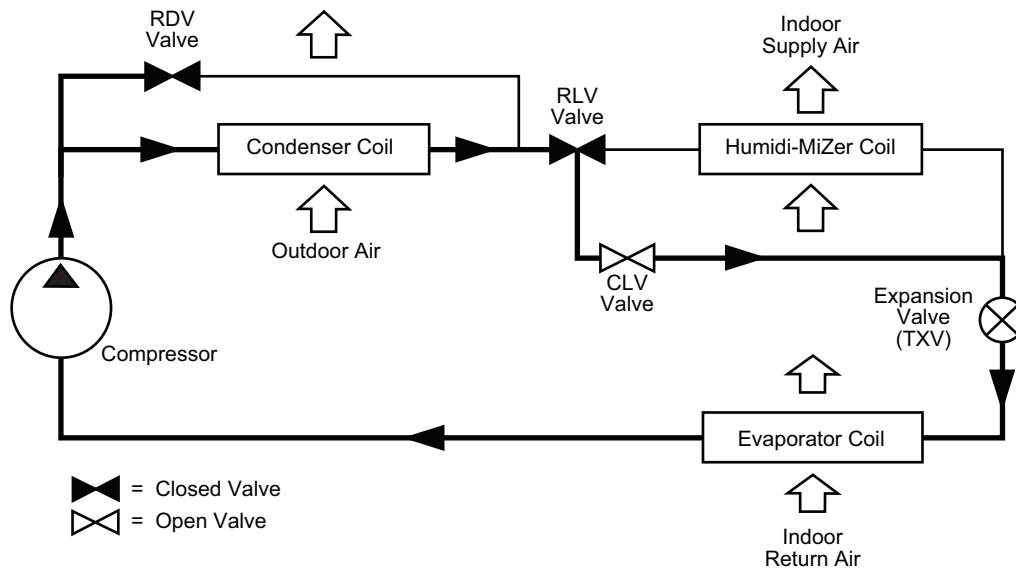 RDV
Valve
Indoor
Supply Air
RLV
Valve
Condenser Coil
Humidi-MiZer Coil
Outdoor Air
CLV
Valve
Expansion
Valve
(TXV)
Compressor
Evaporator Coil
= Closed Valve
= Open Valve
Indoor
Return Air